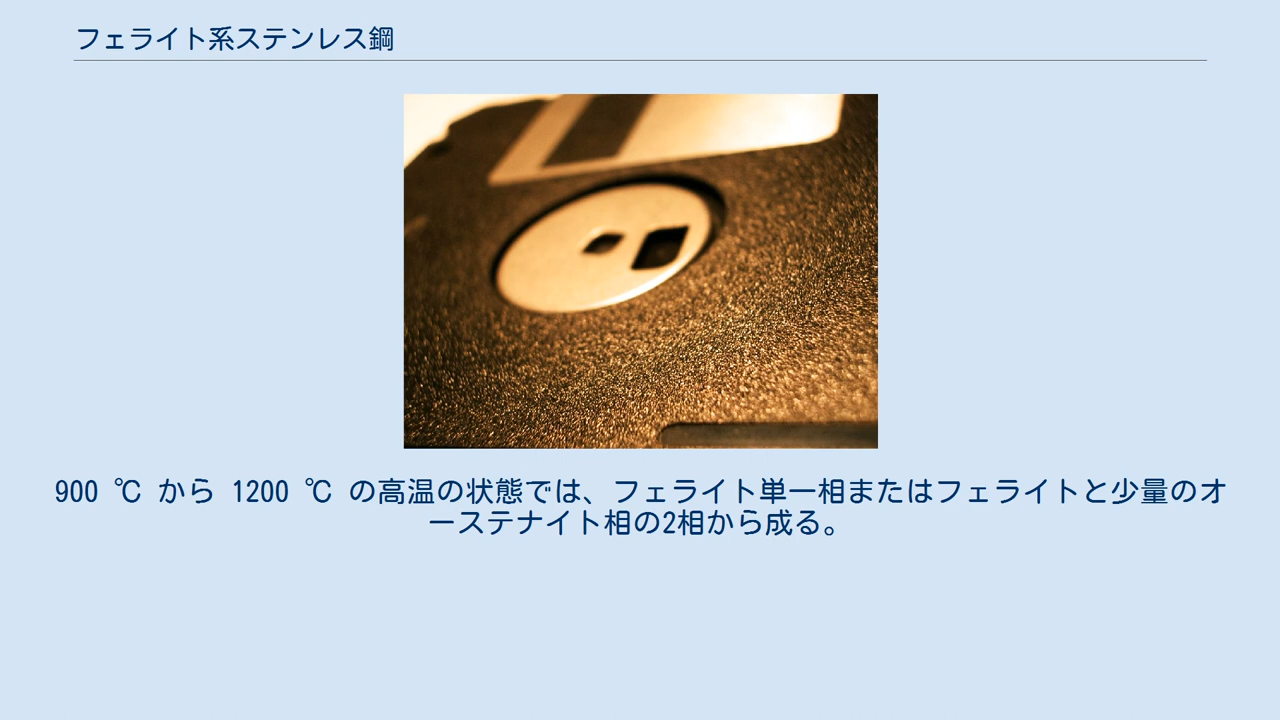 フェライト系ステンレス鋼
900 ℃ から 1200 ℃ の高温の状態では、フェライト単一相またはフェライトと少量のオ
ーステナイト相の2相から成る。